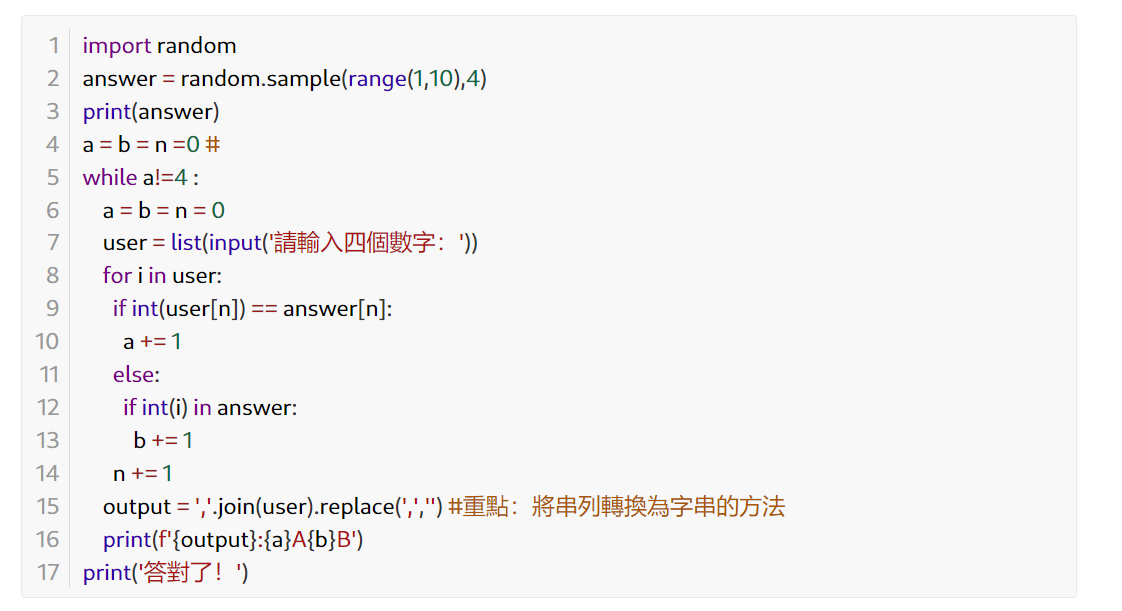 1 import random
2 answer = random.sample(range(1,10),4)
3 print(answer)
4 a = b = n =0 #
5 while a!=4 :
6 a = b = n = 0
7 user = list(input('請輸入四個數字：'))
8 for i in user:
9 if int(user[n]) == answer[n]:
10 a += 1
11 else:
12 if int(i) in answer:
13 b += 1
14 n += 1
15 output = ','.join(user).replace(',','') #重點：將串列轉換為字串的方法
16 print(f'{output}:{a}A{b}B')
17 print('答對了！')